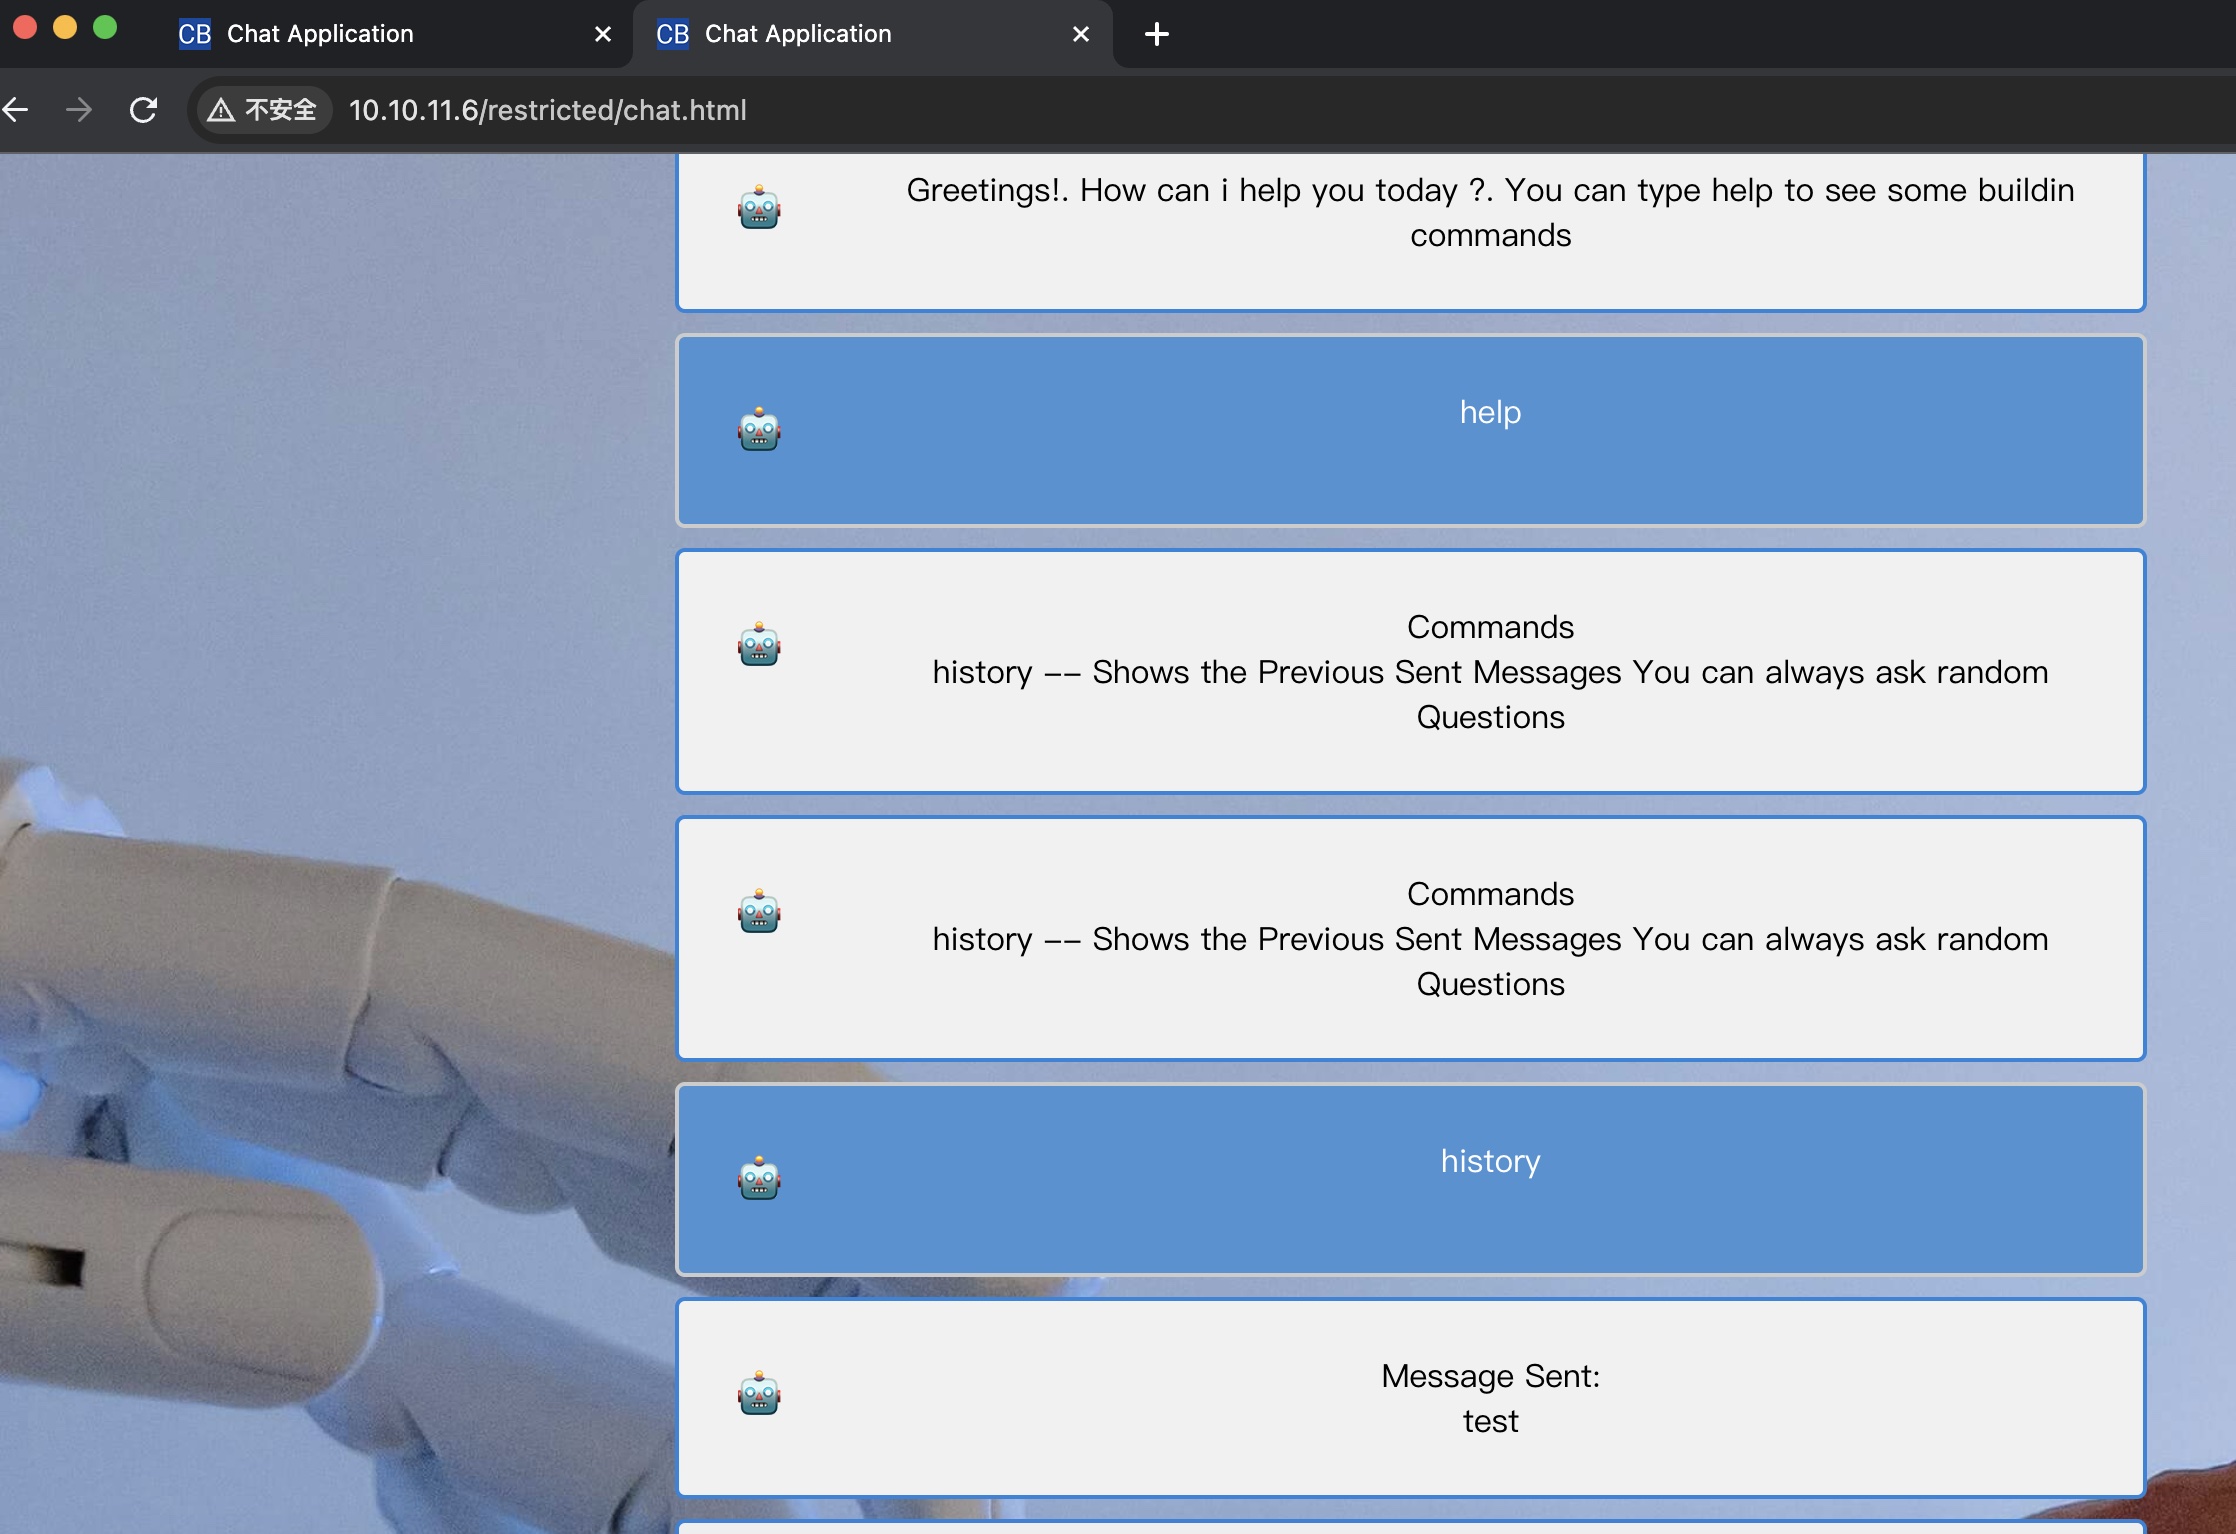 CB Chat Application
CB Chat Application
不安全 10.10.11.6/restricted/chat.html
Greetings!. How can i help you today ?. You can type help to see some buildin
commands
help
Commands
history -- Shows the Previous Sent Messages You can always ask random
Questions
Commands
history -- Shows the Previous Sent Messages You can always ask random
Questions
history
Message Sent:
test